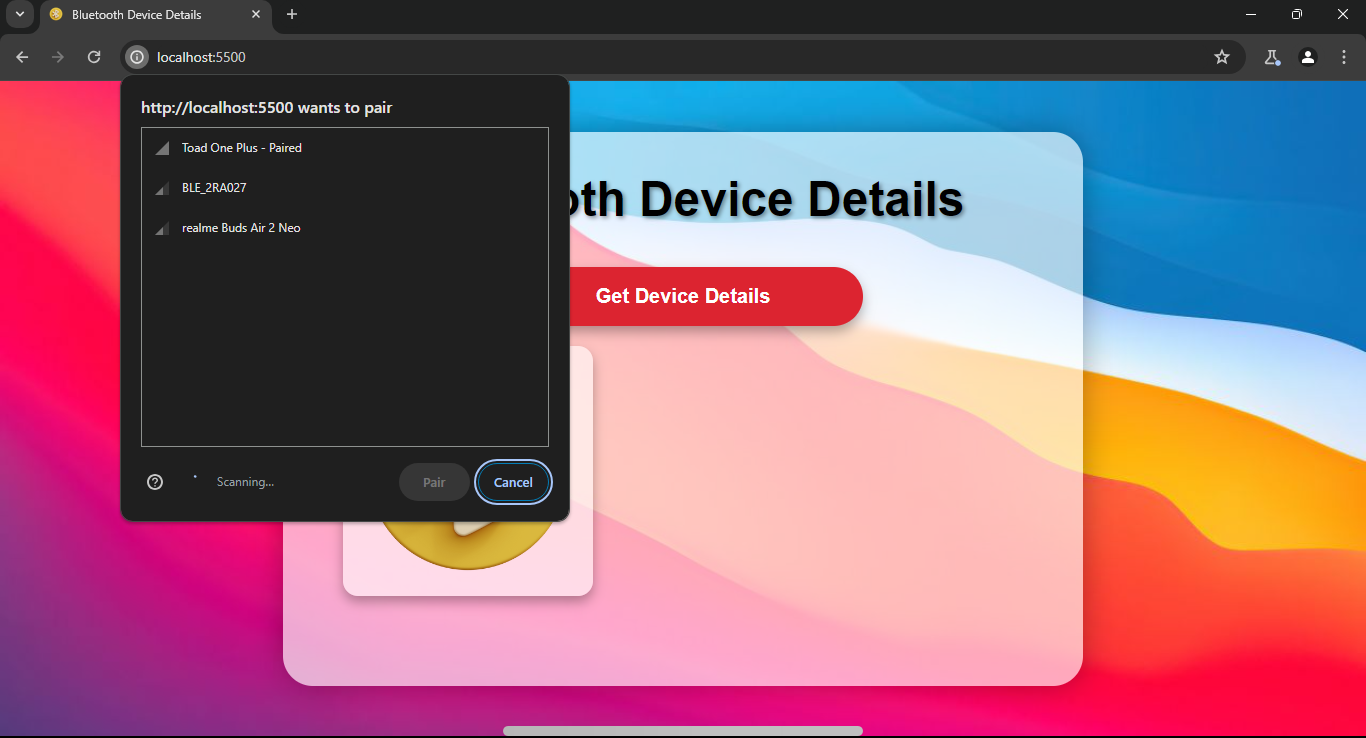 Bluetooth Device Details
localhost:5500
http://localhost:5500 wants to pair
Toad One Plus - Paired
BLE_2RA027
realme Buds Air 2 Neo
Scanning...
Pair
Cancel
oth Device Details
Get Device Details